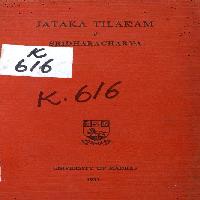 JATAKA TILAKAM
OF
SRIDHARACHARYA
K
616
K. 616
UNIVERSITY OF MADRAS